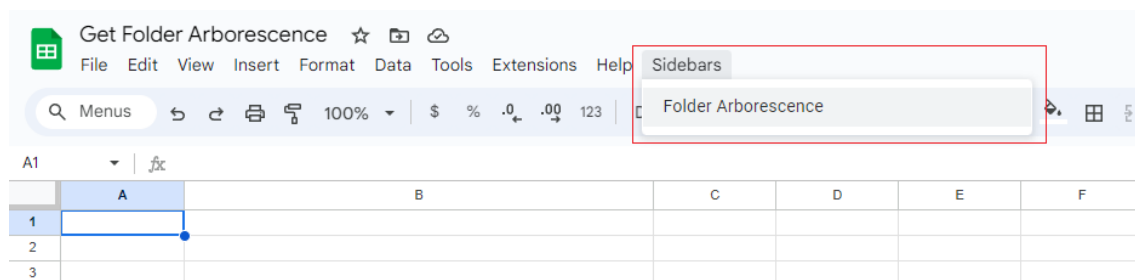 Get Folder Arborescence
File Edit View Insert Format Data Tools Extensions Help Sidebars
Folder Arborescence
Menus 100% $ % .0 .00 123
A1 fx
A B C D E F
1
2
3